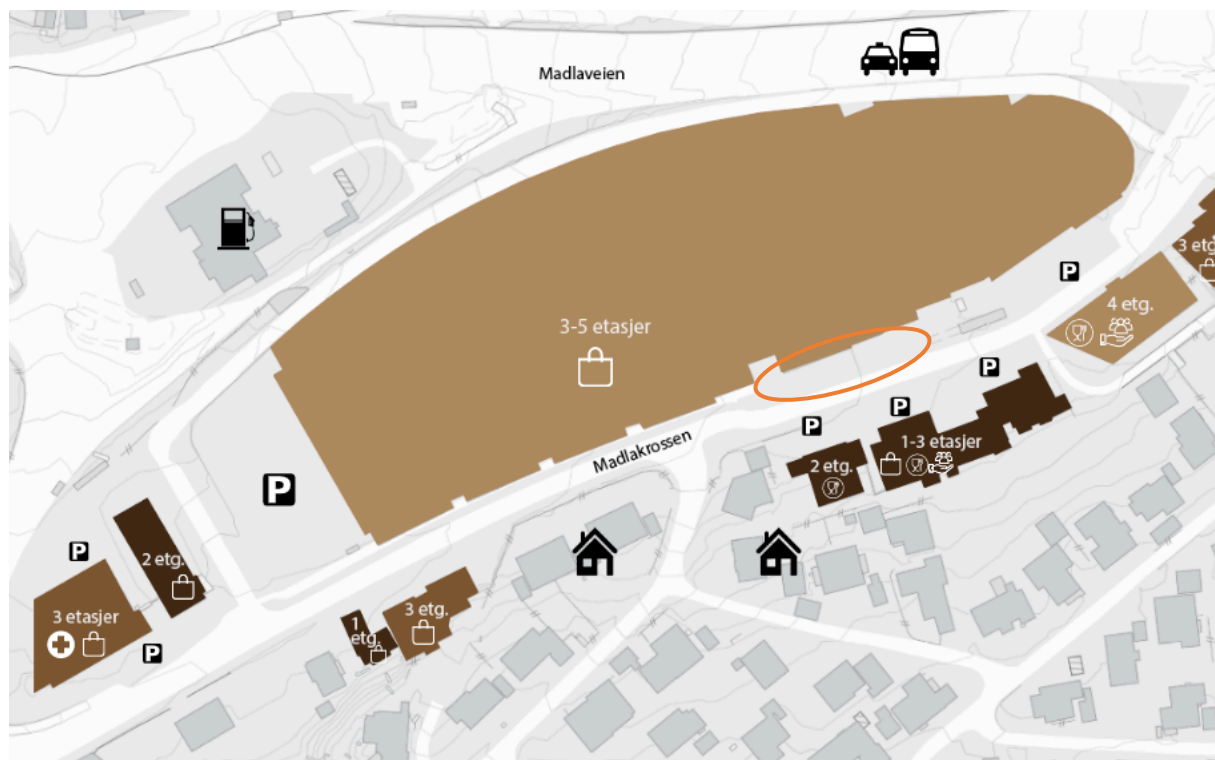 Madlaveien
3 etg.
4 etg.
3-5 etasjer
P
P
Madlakrossen
P
P
1-3 etasjer
2 etg.
P
P
2 etg.
3 etasjer
3 etg.
1
etg.
P